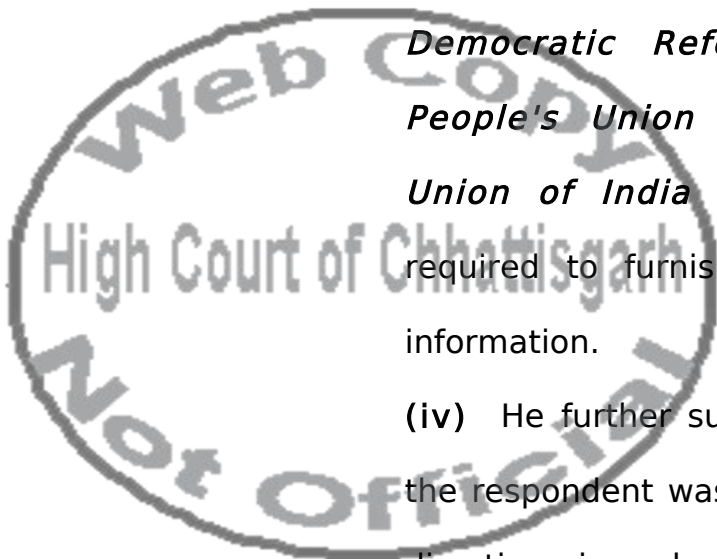 Web Copy
High Court of Chhattisgarh
Not Official
Democratic Ref
People's Union
Union of India
required to furnis
information.
(iv) He further su
the respondent was